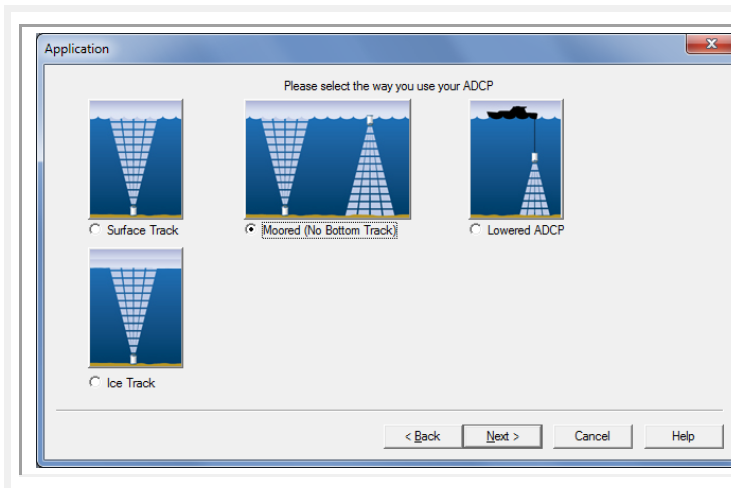 Application
Please select the way you use your ADCP
Surface Track
Moored (No Bottom Track)
Lowered ADCP
Ice Track
< Back
Next >
Cancel
Help